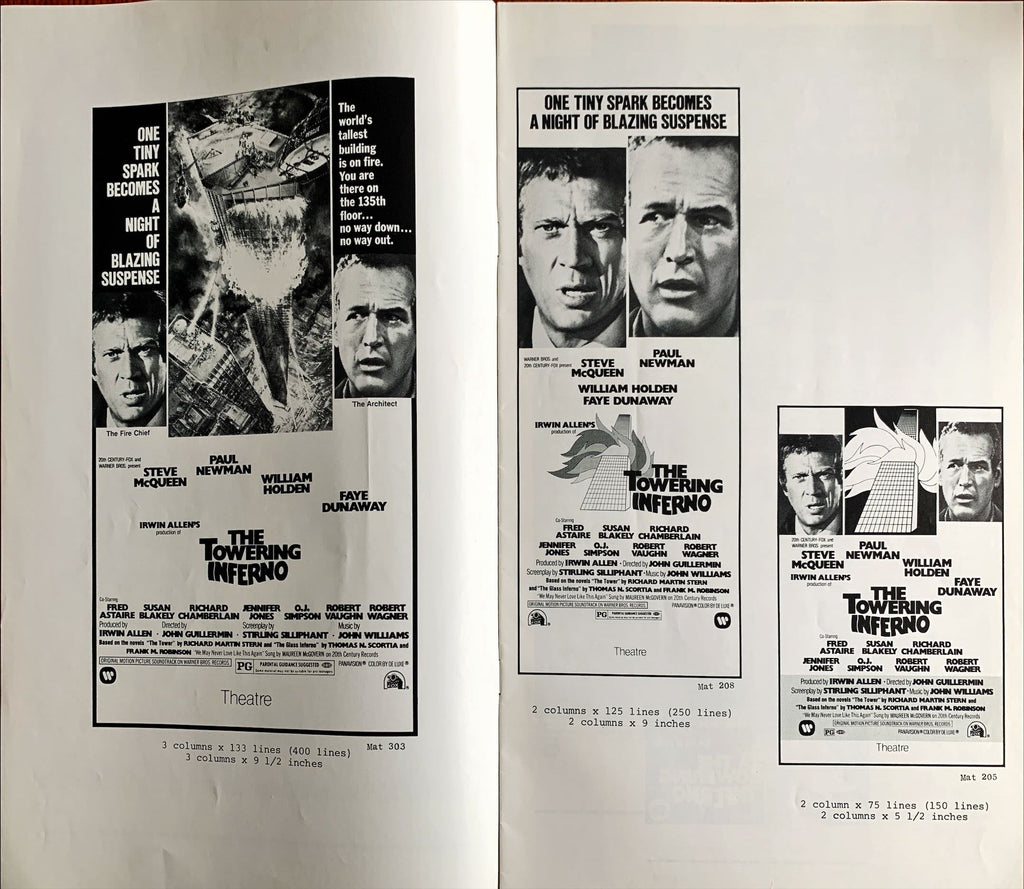 ONE
TINY
SPARK
BECOMES
A
NIGHT
OF
BLAZING
SUSPENSE
The
world's
tallest
building
is on fire.
You are
there on
the 135th
floor...
no way down...
no way out.
The Fire Chief
The Architect
20th CENTURY-FOX and
WARNER BROS. present
STEVE
McQUEEN
PAUL
NEWMAN
WILLIAM
HOLDEN
FAYE
DUNAWAY
IRWIN ALLEN'S
production of
THE
TOWERING
INFERNO
Co-Starring
FRED ASTAIRE SUSAN BLAKELY RICHARD CHAMBERLAIN JENNIFER JONES O.J. SIMPSON ROBERT VAUGHN ROBERT WAGNER
Produced by Directed by Screenplay by Music by
IRWIN ALLEN · JOHN GUILLERMIN · STIRLING SILLIPHANT · JOHN WILLIAMS
Based on the novels "The Tower" by RICHARD MARTIN STERN and "The Glass Inferno" by THOMAS N. SCORTIA and
FRANK M. ROBINSON "We May Never Love Like This Again" Sung by MAUREEN McGOVERN on 20th Century Records
ORIGINAL MOTION PICTURE SOUNDTRACK ON WARNER BROS. RECORDS PG PARENTAL GUIDANCE SUGGESTED PANAVISION® COLOR BY DE LUXE®
Theatre
3 columns x 133 lines (400 lines) Mat 303
3 columns x 9 1/2 inches
ONE TINY SPARK BECOMES
A NIGHT OF BLAZING SUSPENSE
WARNER BROS. and
20th CENTURY-FOX present
STEVE
McQUEEN
PAUL
NEWMAN
WILLIAM HOLDEN
FAYE DUNAWAY
IRWIN ALLEN'S
production of
THE
TOWERING
INFERNO
Co-Starring
FRED ASTAIRE SUSAN BLAKELY RICHARD CHAMBERLAIN
JENNIFER JONES O.J. SIMPSON ROBERT VAUGHN ROBERT WAGNER
Produced by IRWIN ALLEN · Directed by JOHN GUILLERMIN
Screenplay by STIRLING SILLIPHANT · Music by JOHN WILLIAMS
Based on the novels "The Tower" by RICHARD MARTIN STERN
and "The Glass Inferno" by THOMAS N. SCORTIA and FRANK M. ROBINSON
"We May Never Love Like This Again" Sung by MAUREEN McGOVERN on 20th Century Records
ORIGINAL MOTION PICTURE SOUNDTRACK ON WARNER BROS. RECORDS PANAVISION® COLOR BY DE LUXE®
PG
Theatre
Mat 208
2 columns x 125 lines (250 lines)
2 columns x 9 inches
20th CENTURY-FOX and
WARNER BROS. present
STEVE
McQUEEN
PAUL
NEWMAN
WILLIAM
HOLDEN
FAYE
DUNAWAY
IRWIN ALLEN'S
production of
THE
TOWERING
INFERNO
Co-Starring
FRED ASTAIRE SUSAN BLAKELY RICHARD CHAMBERLAIN
JENNIFER JONES O.J. SIMPSON ROBERT VAUGHN ROBERT WAGNER
Produced by IRWIN ALLEN · Directed by JOHN GUILLERMIN
Screenplay by STIRLING SILLIPHANT · Music by JOHN WILLIAMS
Based on the novels "The Tower" by RICHARD MARTIN STERN and
"The Glass Inferno" by THOMAS N. SCORTIA and FRANK M. ROBINSON
"We May Never Love Like This Again" Sung by MAUREEN McGOVERN on 20th Century Records
ORIGINAL MOTION PICTURE SOUNDTRACK ON WARNER BROS. RECORDS
PG PANAVISION® COLOR BY DE LUXE®
Theatre
Mat 205
2 column x 75 lines (150 lines)
2 columns x 5 1/2 inches